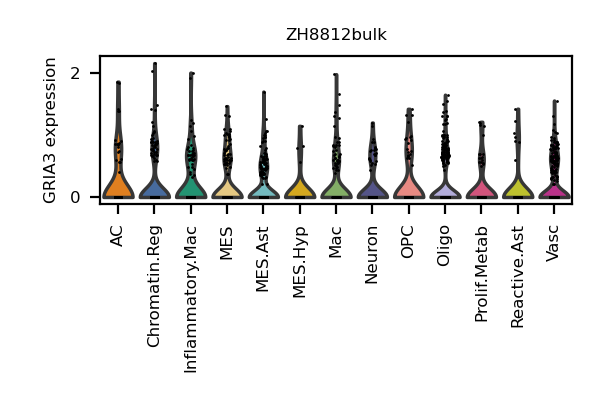 ZH8812bulk
GRIA3 expression
2
0
AC
Chromatin.Reg
Inflammatory.Mac
MES
MES.Ast
MES.Hyp
Mac
Neuron
OPC
Oligo
Prolif.Metab
Reactive.Ast
Vasc